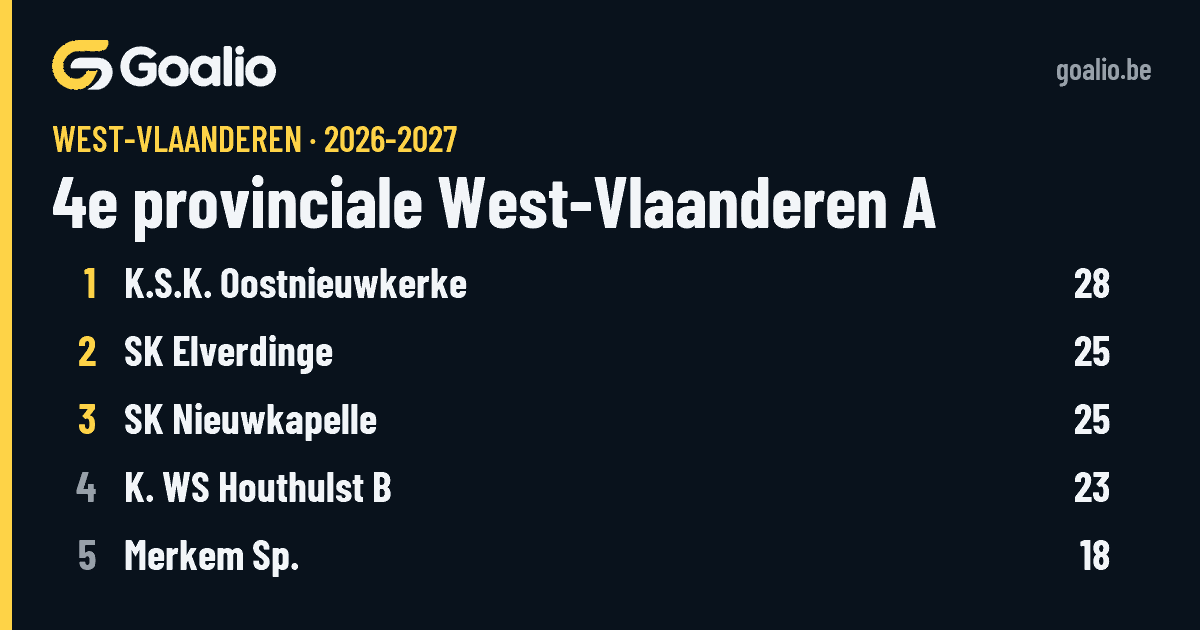 Goalio
goalio.be
WEST-VLAANDEREN · 2026-2027
4e provinciale West-Vlaanderen A
1 K.S.K. Oostnieuwkerke 28
2 SK Elverdinge 25
3 SK Nieuwkapelle 25
4 K. WS Houthulst B 23
5 Merkem Sp. 18